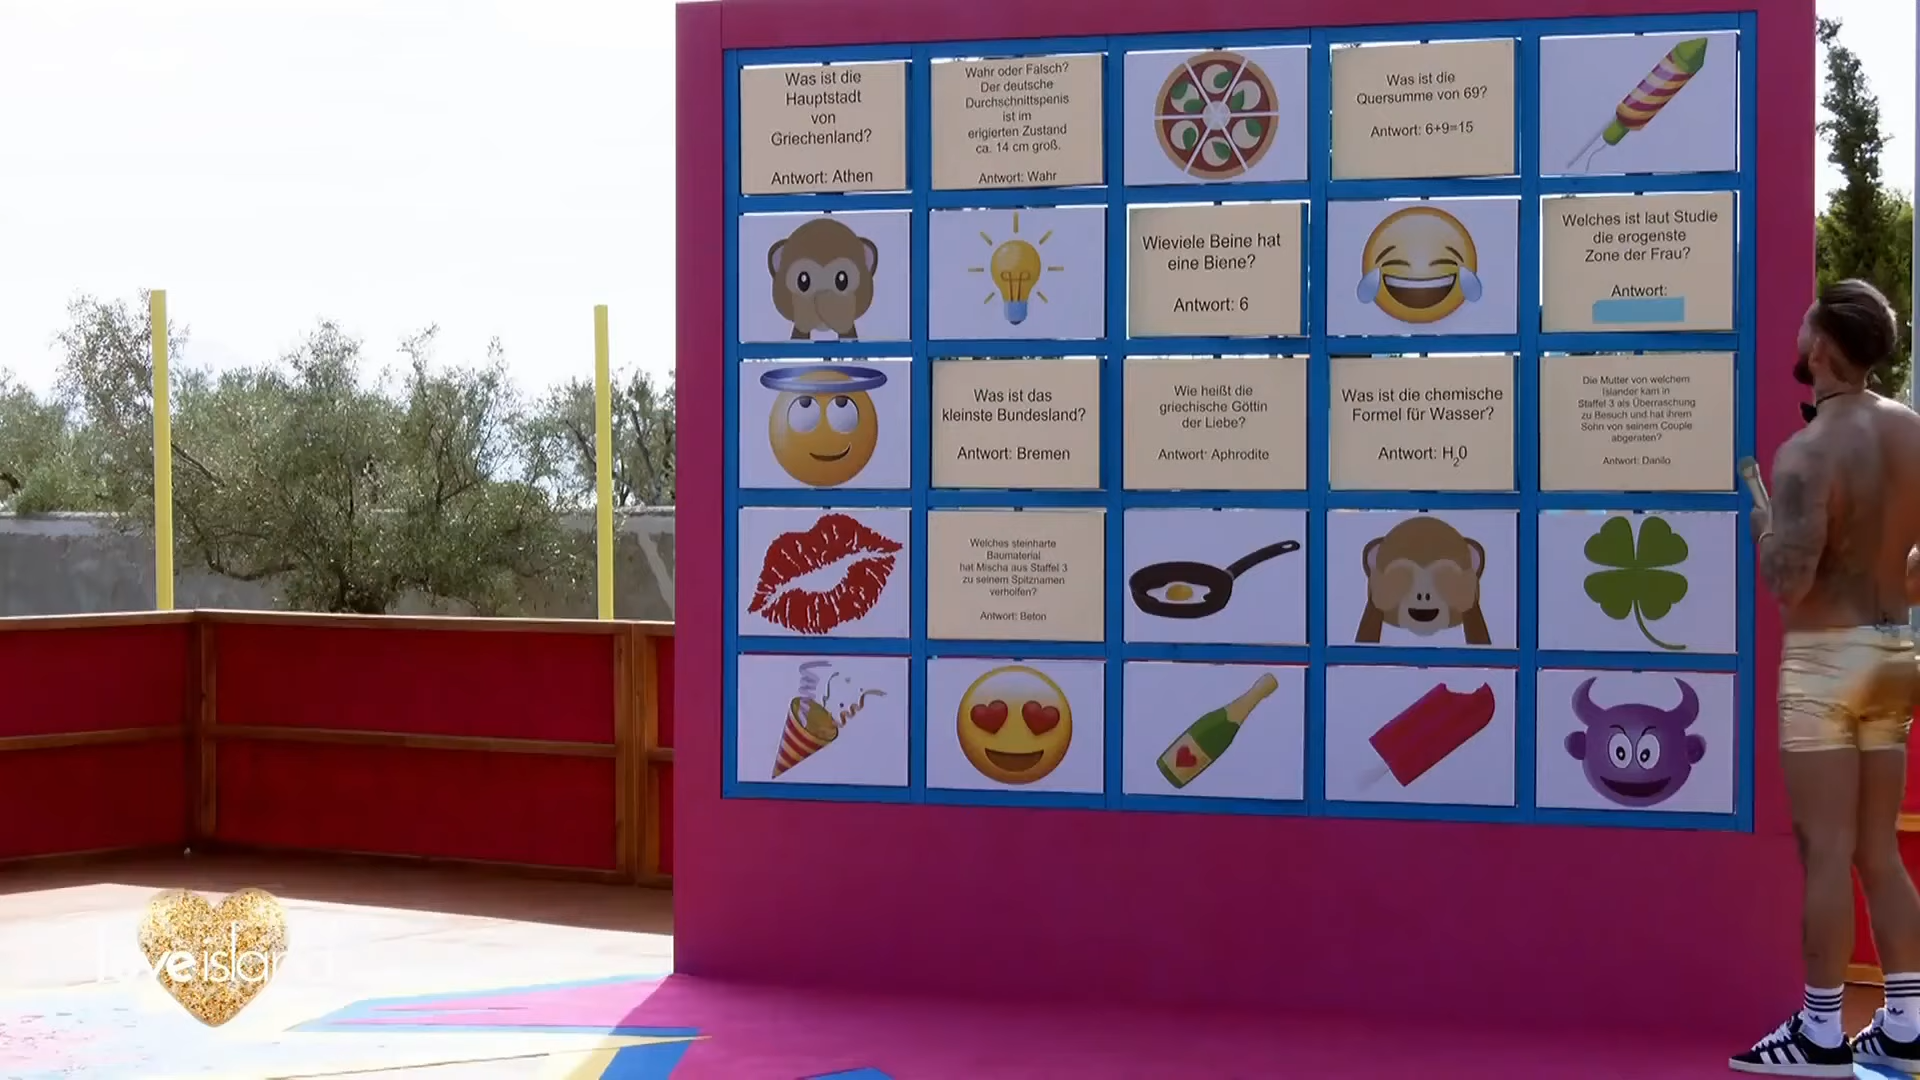 Was ist die
Hauptstadt
von
Griechenland?
Antwort: Athen
Wahr oder Falsch?
Der deutsche
Durchschnittspenis
ist im
erigierten Zustand
ca. 14 cm groß.
Antwort: Wahr
Was ist die
Quersumme von 69?
Antwort: 6+9=15
Wieviele Beine hat
eine Biene?
Antwort: 6
Welches ist laut Studie
die erogenste
Zone der Frau?
Antwort:
Was ist das
kleinste Bundesland?
Antwort: Bremen
Wie heißt die
griechische Göttin
der Liebe?
Antwort: Aphrodite
Was ist die chemische
Formel für Wasser?
Antwort: H₂0
Die Mutter von welchem
Islander kam in
Staffel 3 als Überraschung
zu Besuch und hat ihrem
Sohn von seinem Couple
abgeraten?
Antwort: Danilo
Welches steinharte
Baumaterial
hat Mischa aus Staffel 3
zu seinem Spitznamen
verholfen?
Antwort: Beton
love island